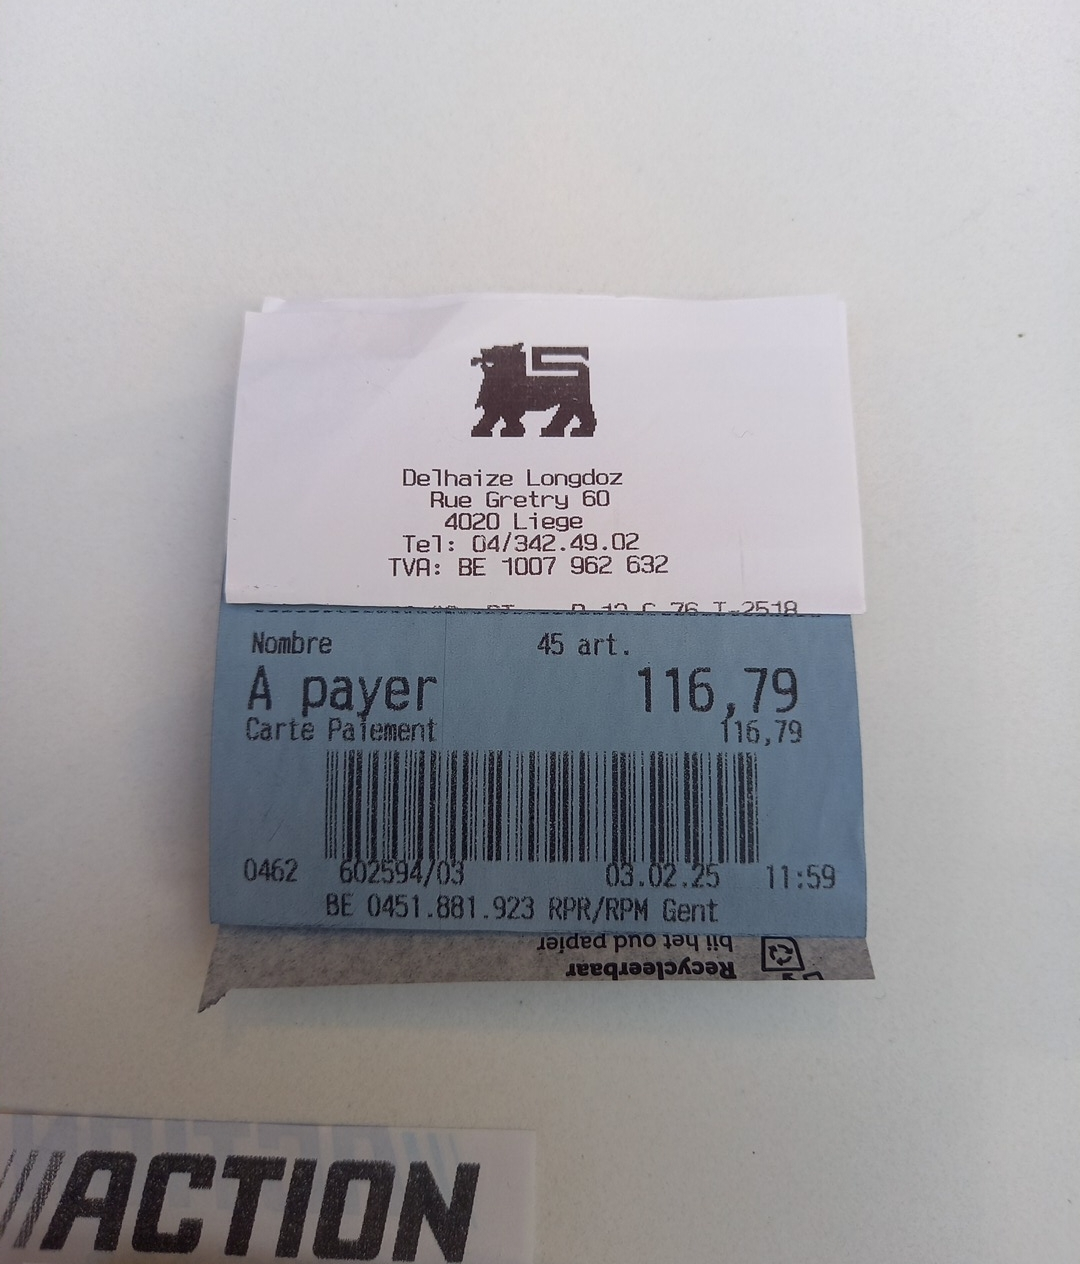 Delhaize Longdoz
Rue Gretry 60
4020 Liege
Tel: 04/342.49.02
TVA: BE 1007 962 632
C 76 T-2518
Nombre 45 art.
A payer 116,79
Carte Paiement 116,79
0462 602594/03 03.02.25 11:59
BE 0451.881.923 RPR/RPM Gent
Recycleerbaar
bij het oud papier
ACTION